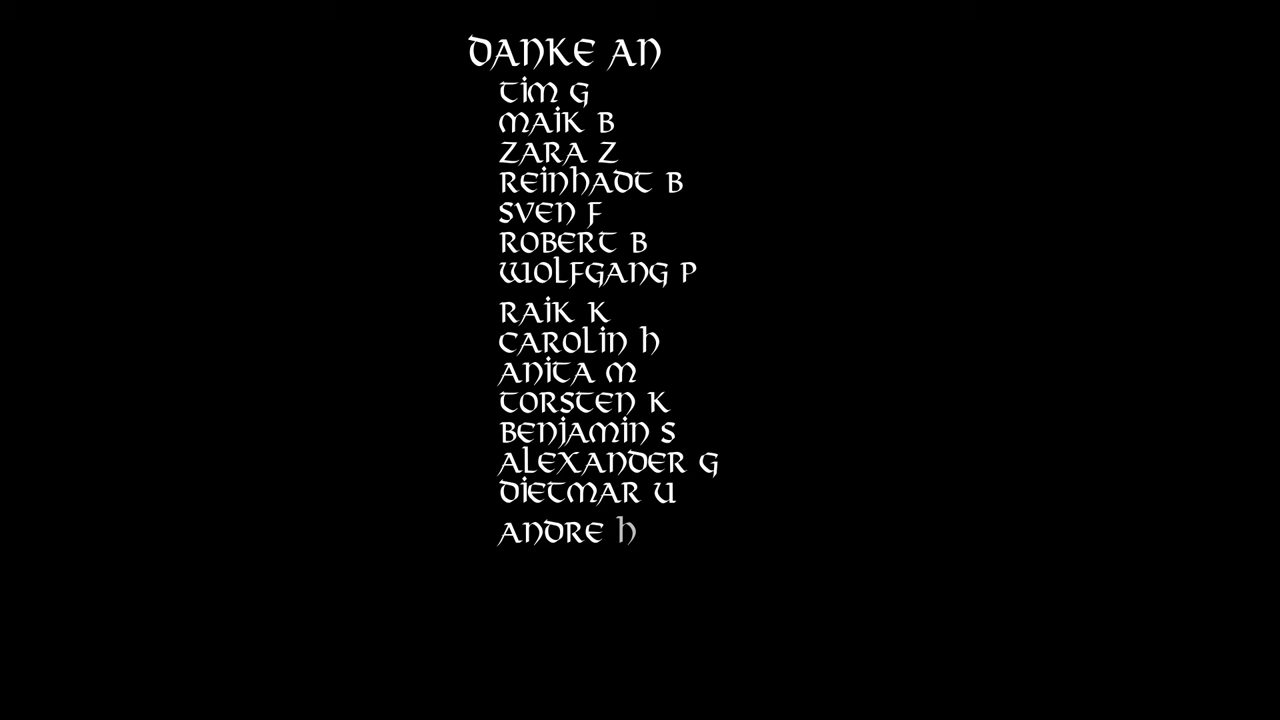 DANKE AN
TIM G
MAIK B
ZARA Z
REINHADT B
SVEN F
ROBERT B
WOLFGANG P
RAIK K
CAROLIN H
ANITA M
TORSTEN K
BENJAMIN S
ALEXANDER G
DIETMAR U
ANDRE H